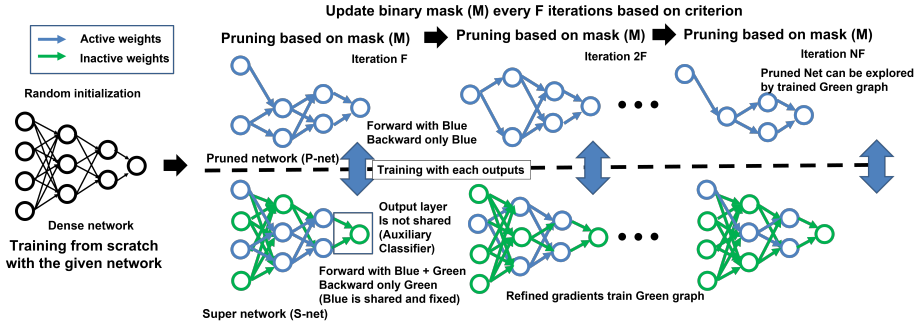 Update binary mask (M) every F iterations based on criterion
Active weights
Inactive weights
Pruning based on mask (M)
Pruning based on mask (M)
Pruning based on mask (M)
Iteration F
Iteration 2F
Iteration NF
Random initialization
Pruned Net can be explored
by trained Green graph
Forward with Blue
Backward only Blue
Pruned network (P-net)
Training with each outputs
Dense network
Training from scratch
with the given network
Output layer
Is not shared
(Auxiliary
Classifier)
Forward with Blue + Green
Backward only Green
(Blue is shared and fixed)
Refined gradients train Green graph
Super network (S-net)